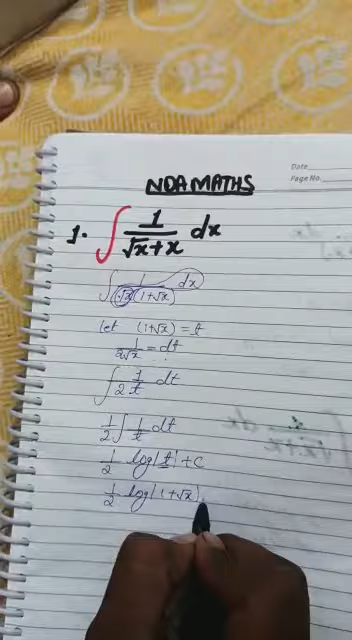 Date
Page No.
NDA MATHS
1. ∫ 1/(√x+x) dx
∫ 1/(√x(1+√x)) dx
let (1+√x) = t
1/(2√x) = dt
∫ 1/(2t) dt
1/2 ∫ 1/t dt
1/2 log|t| + c
1/2 log|1+√x|